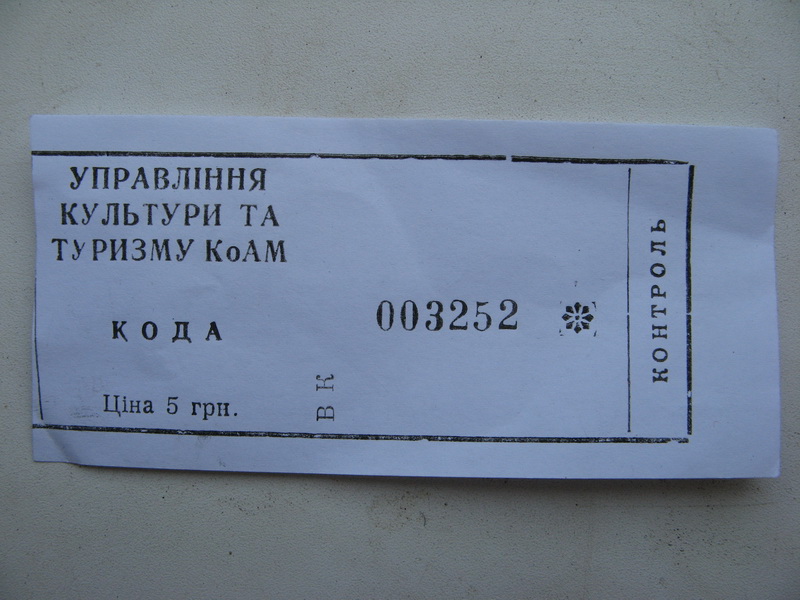 УПРАВЛІННЯ
КУЛЬТУРИ ТА
ТУРИЗМУ КоАМ
КОДА
Ціна 5 грн.
ВК
003252
КОНТРОЛЬ